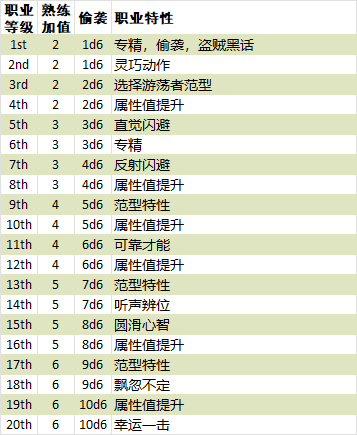 职业等级 熟练加值 偷袭 职业特性
1st 2 1d6 专精，偷袭，盗贼黑话
2nd 2 1d6 灵巧动作
3rd 2 2d6 选择游荡者范型
4th 2 2d6 属性值提升
5th 3 3d6 直觉闪避
6th 3 3d6 专精
7th 3 4d6 反射闪避
8th 3 4d6 属性值提升
9th 4 5d6 范型特性
10th 4 5d6 属性值提升
11th 4 6d6 可靠才能
12th 4 6d6 属性值提升
13th 5 7d6 范型特性
14th 5 7d6 听声辨位
15th 5 8d6 圆滑心智
16th 5 8d6 属性值提升
17th 6 9d6 范型特性
18th 6 9d6 飘忽不定
19th 6 10d6 属性值提升
20th 6 10d6 幸运一击